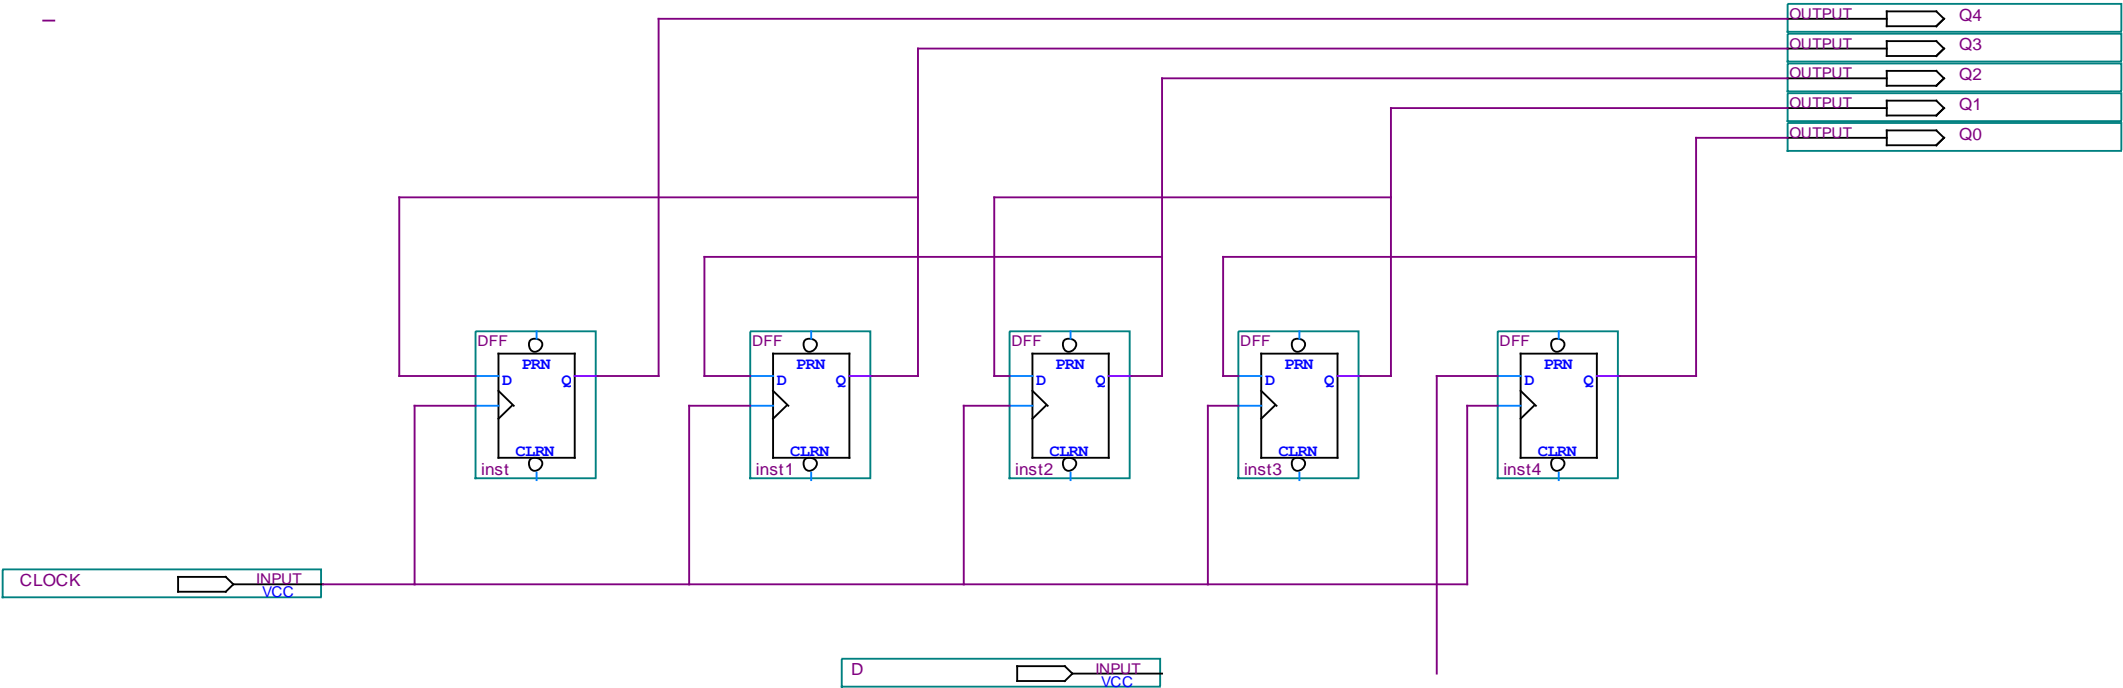 OUTPUT Q4
OUTPUT Q3
OUTPUT Q2
OUTPUT Q1
OUTPUT Q0
DFF DFF DFF DFF DFF
PRN PRN PRN PRN PRN
D Q D Q D Q D Q D Q
CLRN CLRN CLRN CLRN CLRN
inst inst1 inst2 inst3 inst4
CLOCK INPUT
VCC
D INPUT
VCC